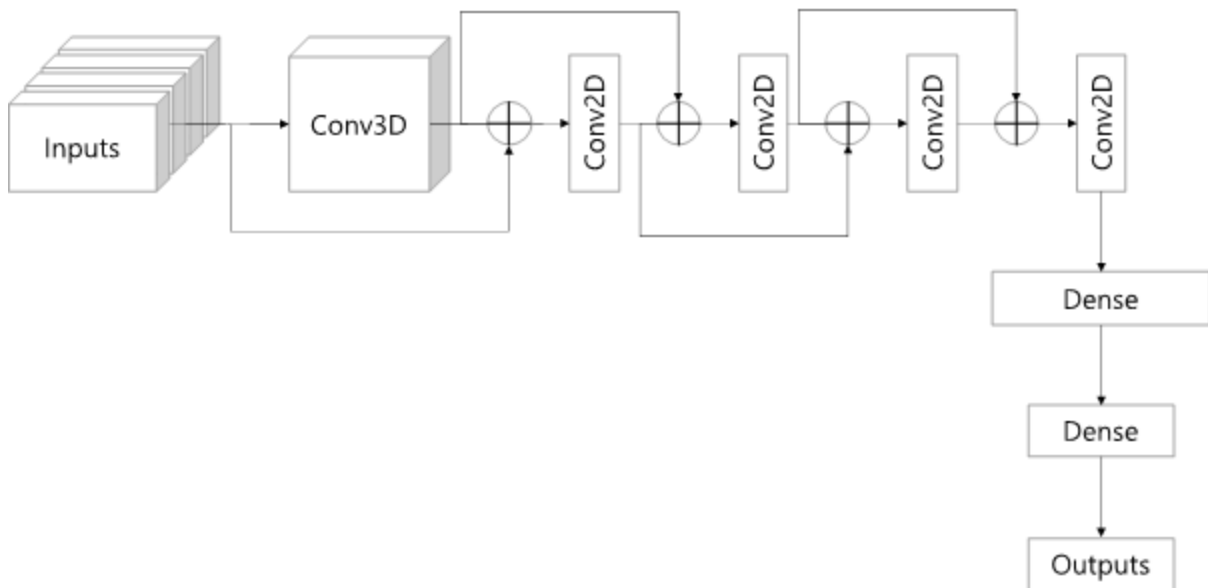 Inputs
Conv3D
Conv2D
Conv2D
Conv2D
Conv2D
Dense
Dense
Outputs